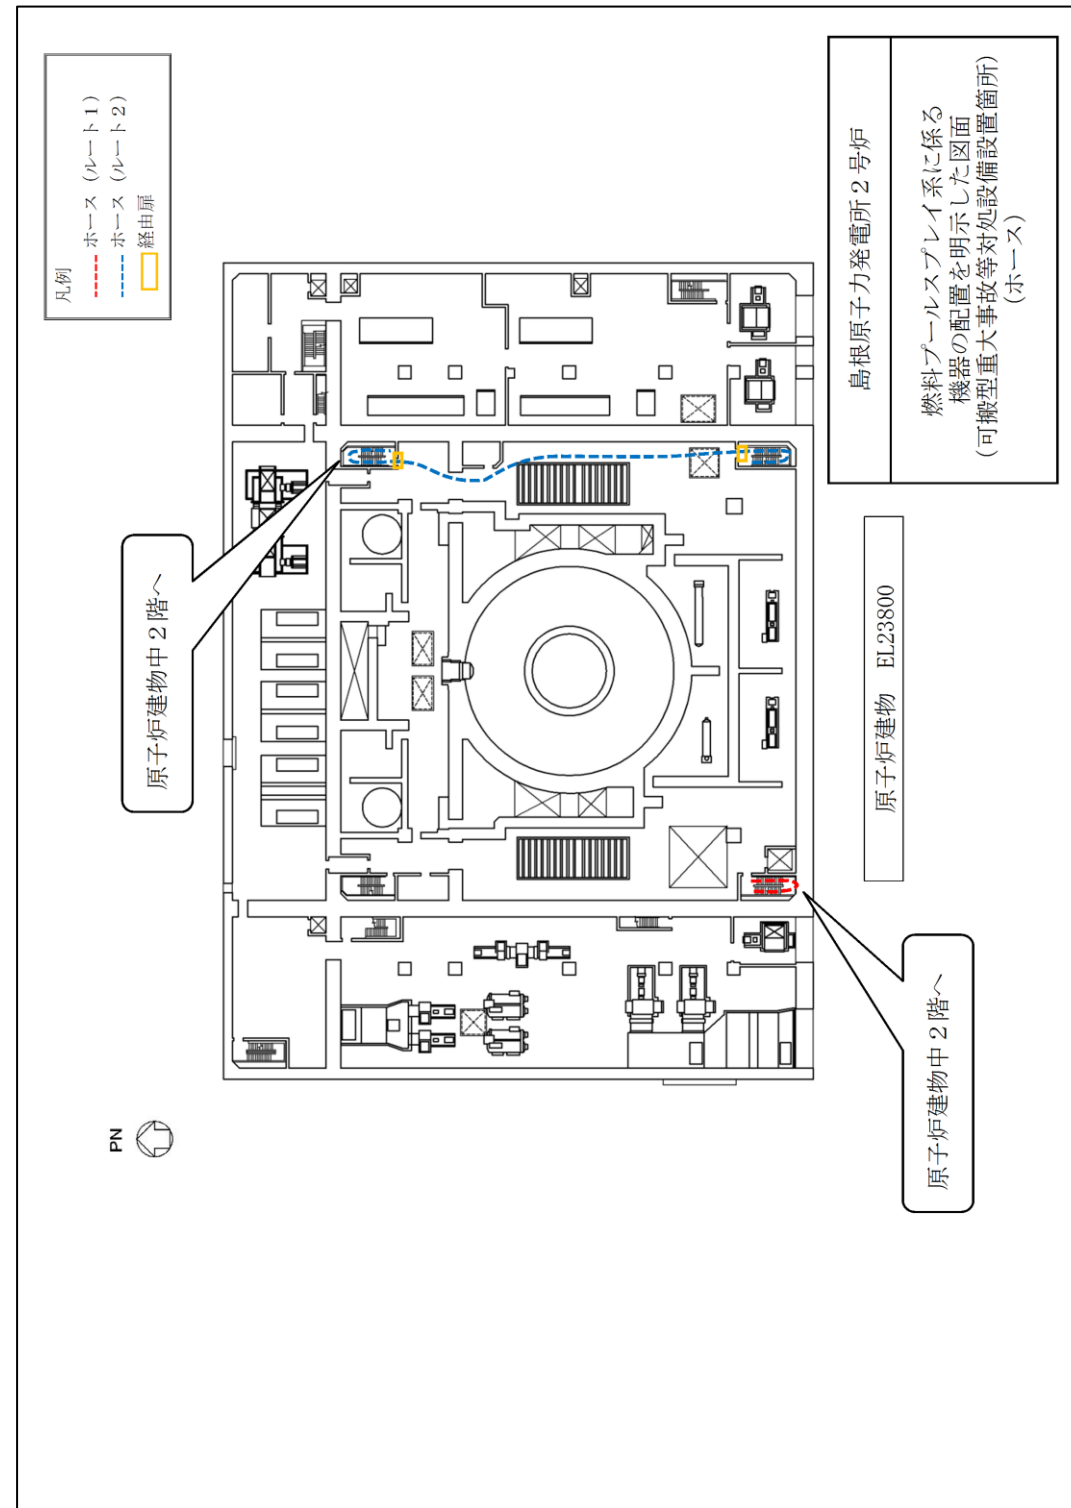 凡例
ホース（ルート１）
ホース（ルート２）
経由扉
原子炉建物中２階へ
原子炉建物中２階へ
PN
原子炉建物　EL23800
島根原子力発電所２号炉
燃料プールスプレイ系に係る
機器の配置を明示した図面
（可搬型重大事故等対処設備設置箇所）
（ホース）